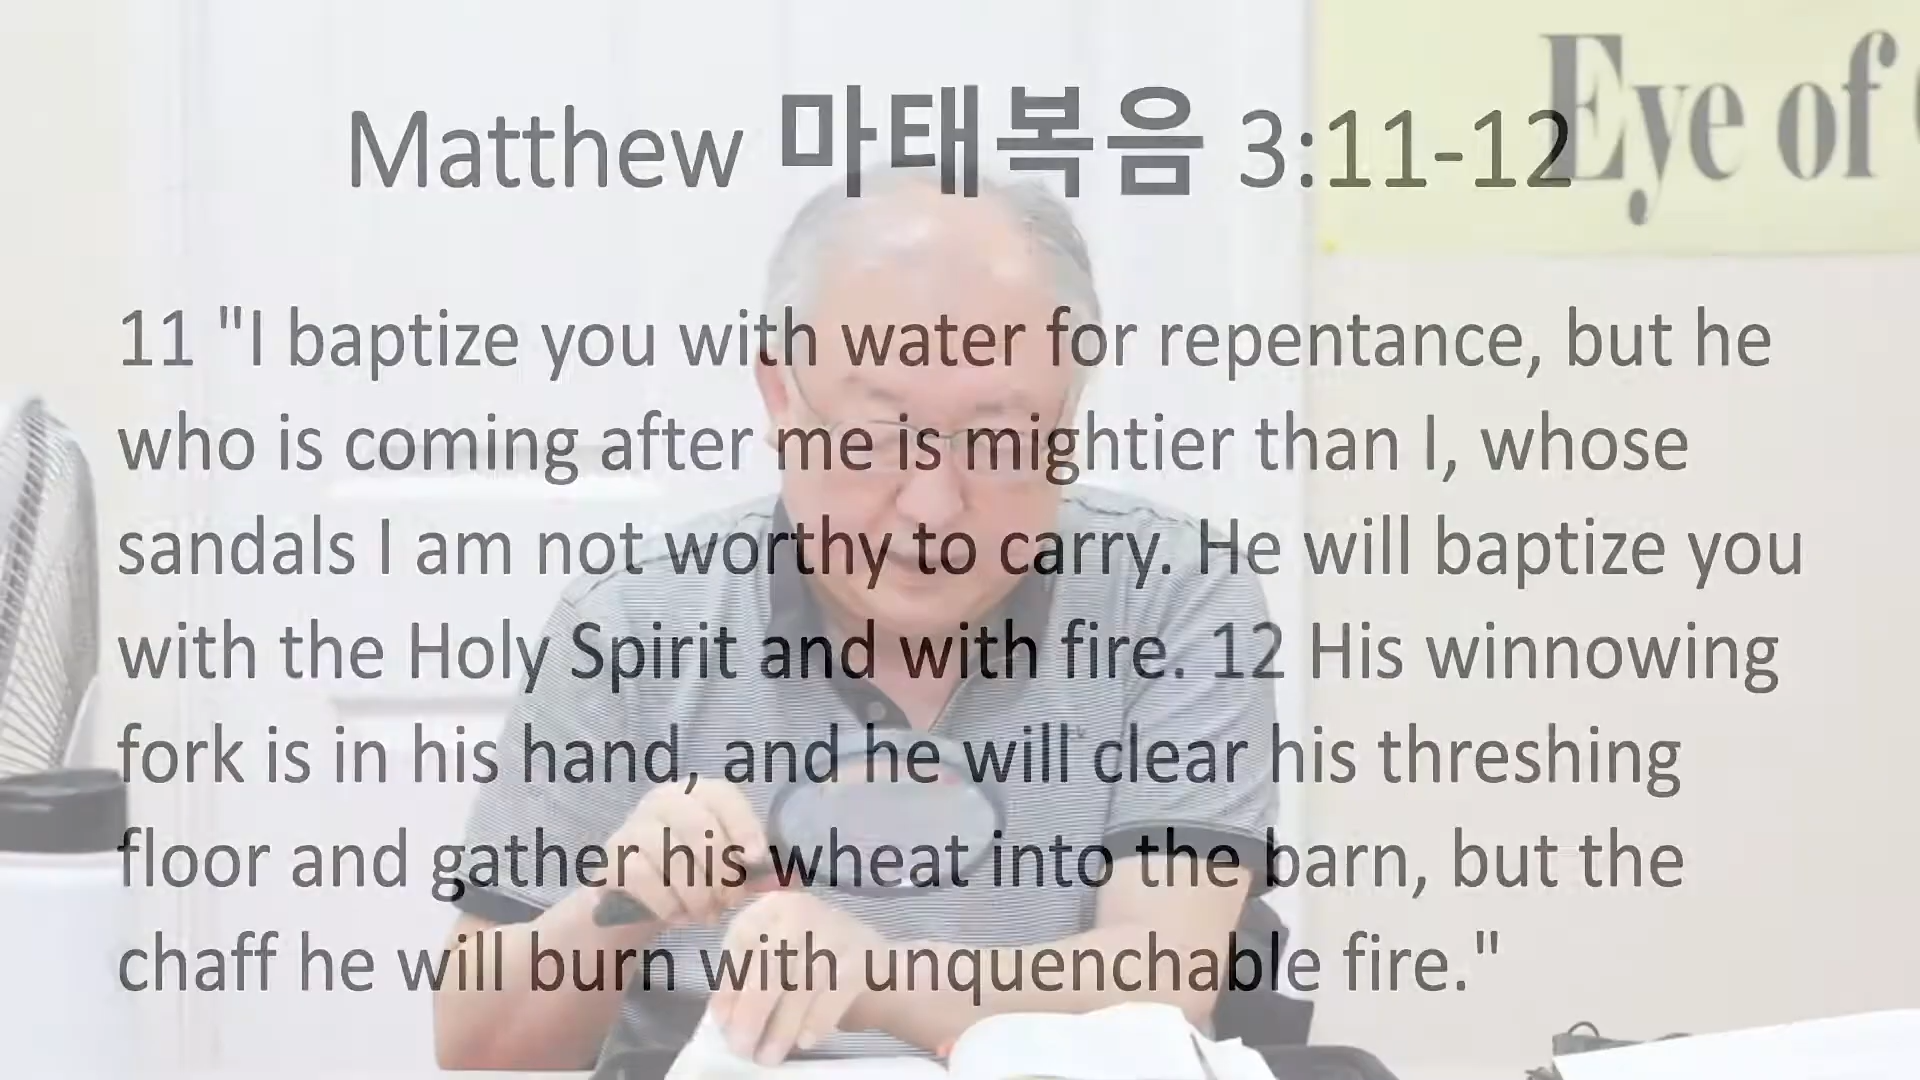 Eye of
Matthew 마태복음 3:11-12
11 "I baptize you with water for repentance, but he
who is coming after me is mightier than I, whose
sandals I am not worthy to carry. He will baptize you
with the Holy Spirit and with fire. 12 His winnowing
fork is in his hand, and he will clear his threshing
floor and gather his wheat into the barn, but the
chaff he will burn with unquenchable fire."